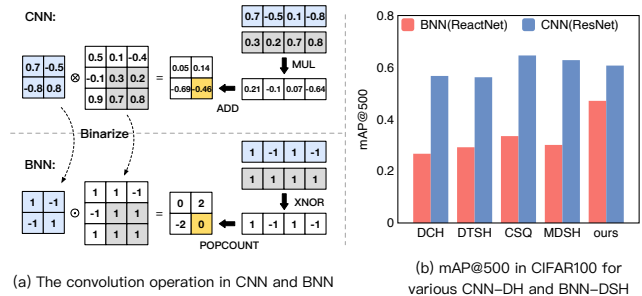 CNN:
0.7 -0.5 0.1 -0.8
0.3 0.2 0.7 0.8
MUL
0.7 -0.5
-0.8 0.8
⊗
0.5 0.1 -0.4
-0.1 0.3 0.2
0.9 0.7 0.8
=
0.05 0.14
-0.69 -0.46
0.21 -0.1 0.07 -0.64
ADD
Binarize
BNN:
1 -1 1 -1
1 1 1 1
XNOR
1 -1
-1 1
⊙
1 1 -1
-1 1 1
1 1 1
=
0 2
-2 0
1 -1 1 -1
POPCOUNT
(a) The convolution operation in CNN and BNN
BNN(ReactNet) CNN(ResNet)
mAP@500
0.8
0.6
0.4
0.2
0
DCH DTSH CSQ MDSH ours
(b) mAP@500 in CIFAR100 for
various CNN-DH and BNN-DSH